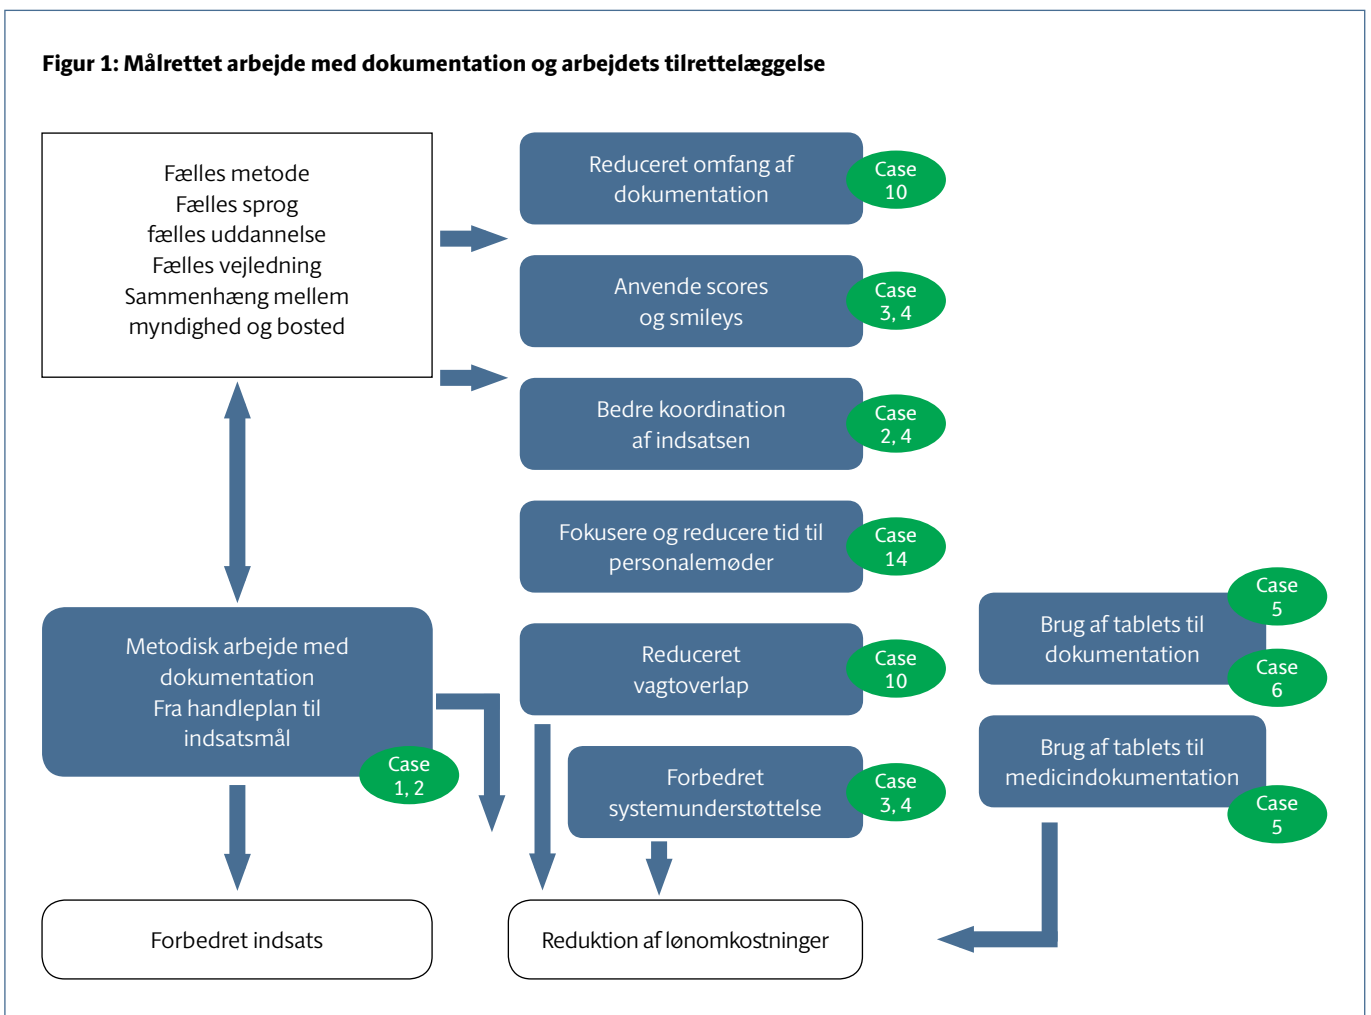 Figur 1: Målrettet arbejde med dokumentation og arbejdets tilrettelæggelse
Fælles metode
Fælles sprog
fælles uddannelse
Fælles vejledning
Sammenhæng mellem
myndighed og bosted
Reduceret omfang af
dokumentation
Case
10
Anvende scores
og smileys
Case
3, 4
Bedre koordination
af indsatsen
Case
2, 4
Fokusere og reducere tid til
personalemøder
Case
14
Metodisk arbejde med
dokumentation
Fra handleplan til
indsatsmål
Case
1, 2
Reduceret
vagtoverlap
Case
10
Brug af tablets til
dokumentation
Case
5
Case
6
Forbedret
systemunderstøttelse
Case
3, 4
Brug af tablets til
medicindokumentation
Case
5
Forbedret indsats
Reduktion af lønomkostninger